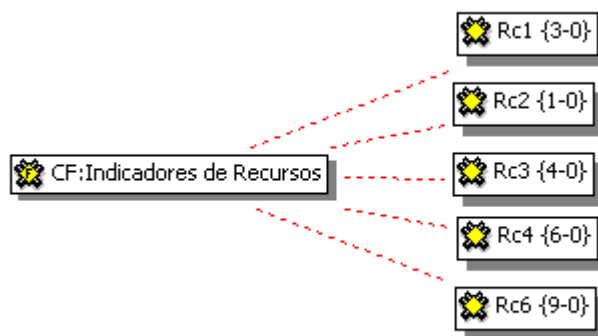 Rc1 {3-0}
Rc2 {1-0}
CF:Indicadores de Recursos
Rc3 {4-0}
Rc4 {6-0}
Rc6 {9-0}